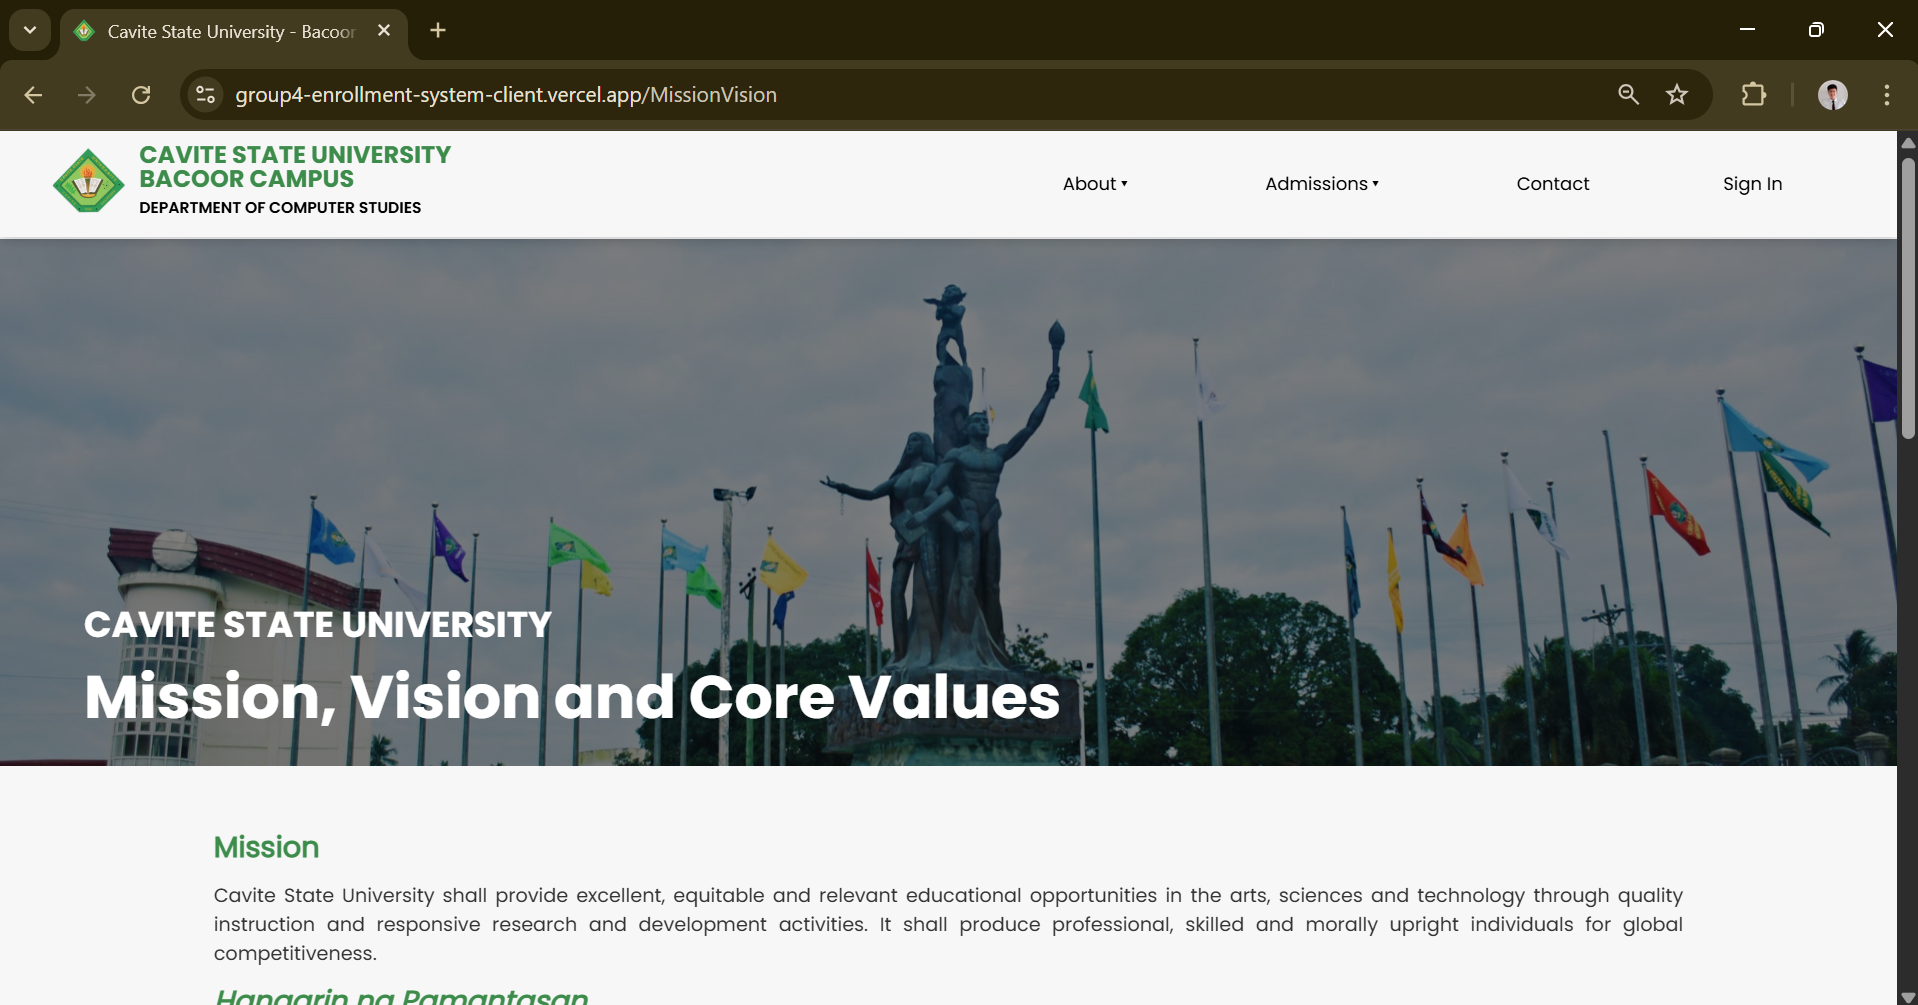 Cavite State University - Bacoor
group4-enrollment-system-client.vercel.app/MissionVision
CAVITE STATE UNIVERSITY
BACOOR CAMPUS
DEPARTMENT OF COMPUTER STUDIES
About ▾
Admissions ▾
Contact
Sign In
CAVITE STATE UNIVERSITY
Mission, Vision and Core Values
Mission
Cavite State University shall provide excellent, equitable and relevant educational opportunities in the arts, sciences and technology through quality
instruction and responsive research and development activities. It shall produce professional, skilled and morally upright individuals for global
competitiveness.
Hangarin ng Pamantasan